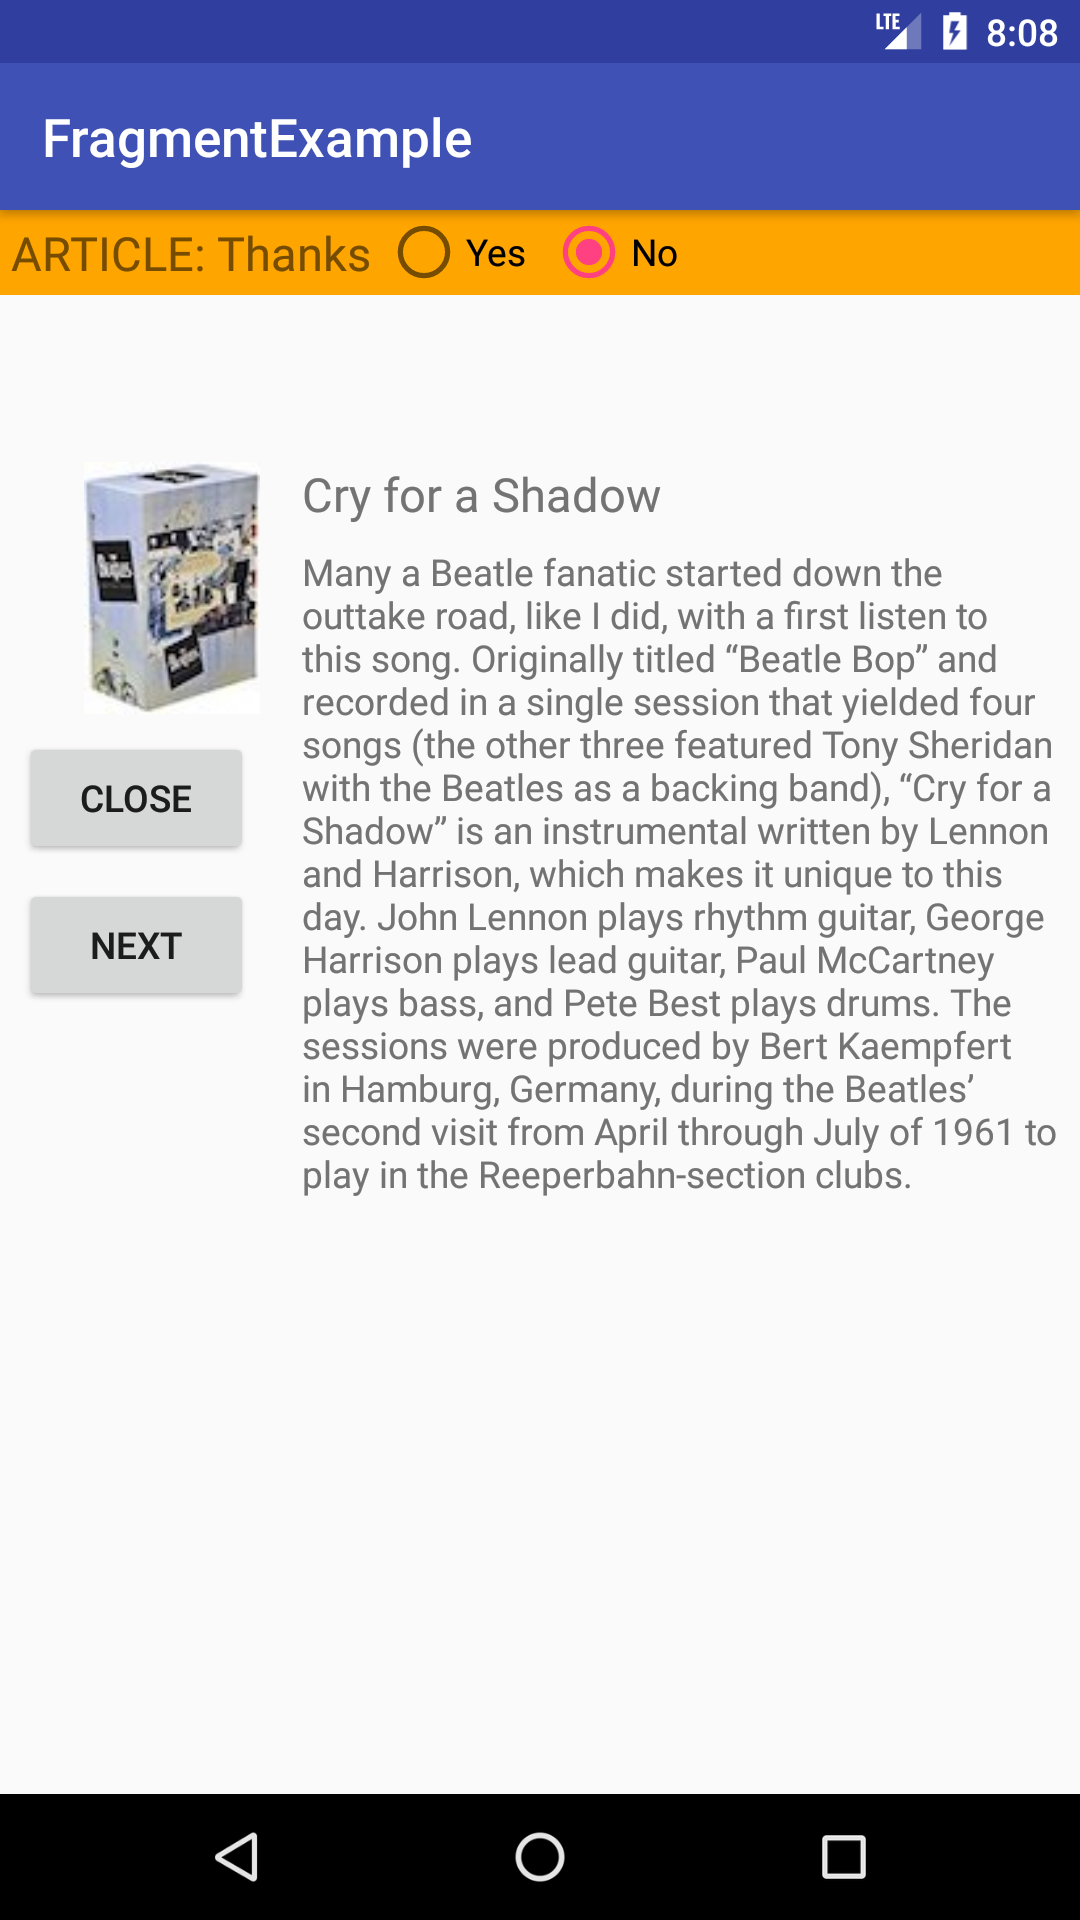 LTE 8:08
FragmentExample
ARTICLE: Thanks Yes No
Cry for a Shadow
Many a Beatle fanatic started down the
outtake road, like I did, with a first listen to
this song. Originally titled “Beatle Bop” and
recorded in a single session that yielded four
songs (the other three featured Tony Sheridan
with the Beatles as a backing band), “Cry for a
Shadow” is an instrumental written by Lennon
and Harrison, which makes it unique to this
day. John Lennon plays rhythm guitar, George
Harrison plays lead guitar, Paul McCartney
plays bass, and Pete Best plays drums. The
sessions were produced by Bert Kaempfert
in Hamburg, Germany, during the Beatles’
second visit from April through July of 1961 to
play in the Reeperbahn-section clubs.
CLOSE
NEXT